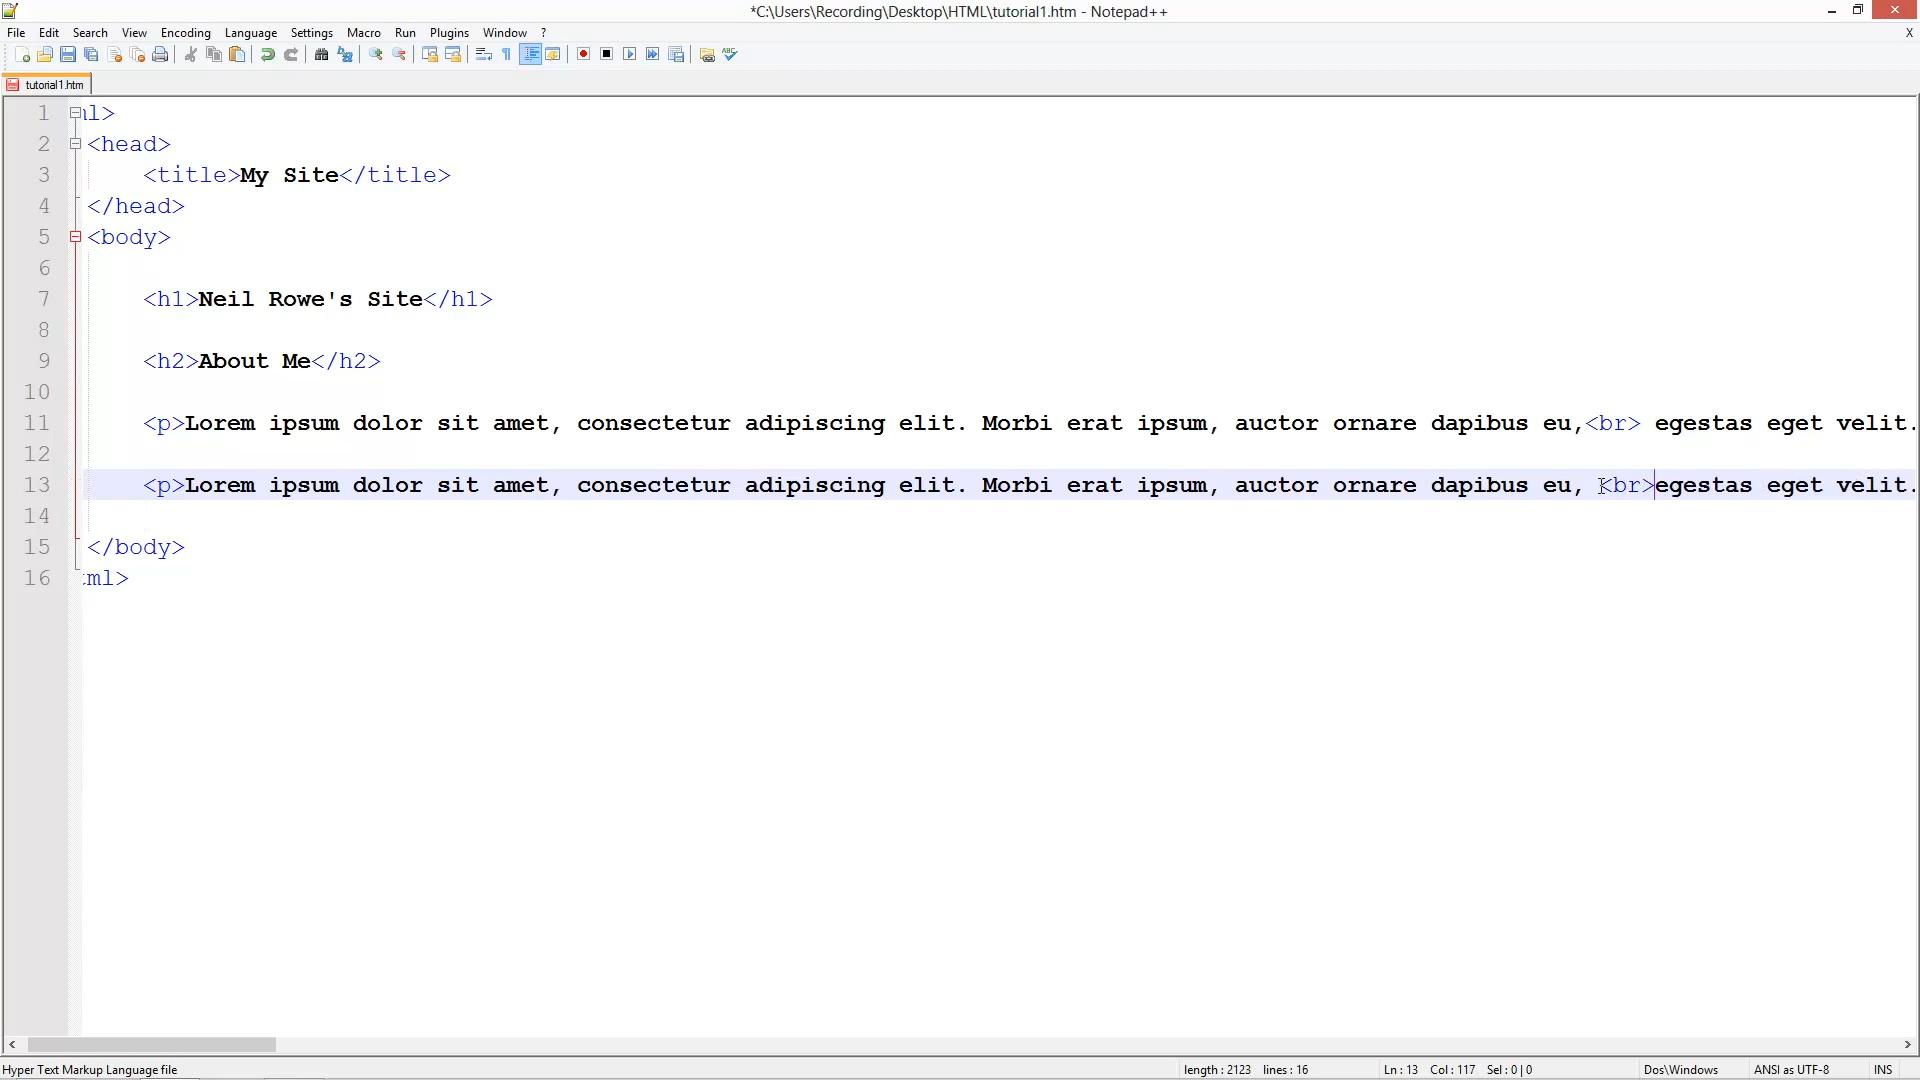 *C:\Users\Recording\Desktop\HTML\tutorial1.htm - Notepad++
File Edit Search View Encoding Language Settings Macro Run Plugins Window ? X
tutorial1.htm
1 nl>
2 <head>
3 <title>My Site</title>
4 </head>
5 <body>
6
7 <h1>Neil Rowe's Site</h1>
8
9 <h2>About Me</h2>
10
11 <p>Lorem ipsum dolor sit amet, consectetur adipiscing elit. Morbi erat ipsum, auctor ornare dapibus eu,<br> egestas eget velit.
12
13 <p>Lorem ipsum dolor sit amet, consectetur adipiscing elit. Morbi erat ipsum, auctor ornare dapibus eu, <br>egestas eget velit.
14
15 </body>
16 tml>
Hyper Text Markup Language file length : 2123 lines : 16 Ln : 13 Col : 117 Sel : 0 | 0 Dos\Windows ANSI as UTF-8 INS